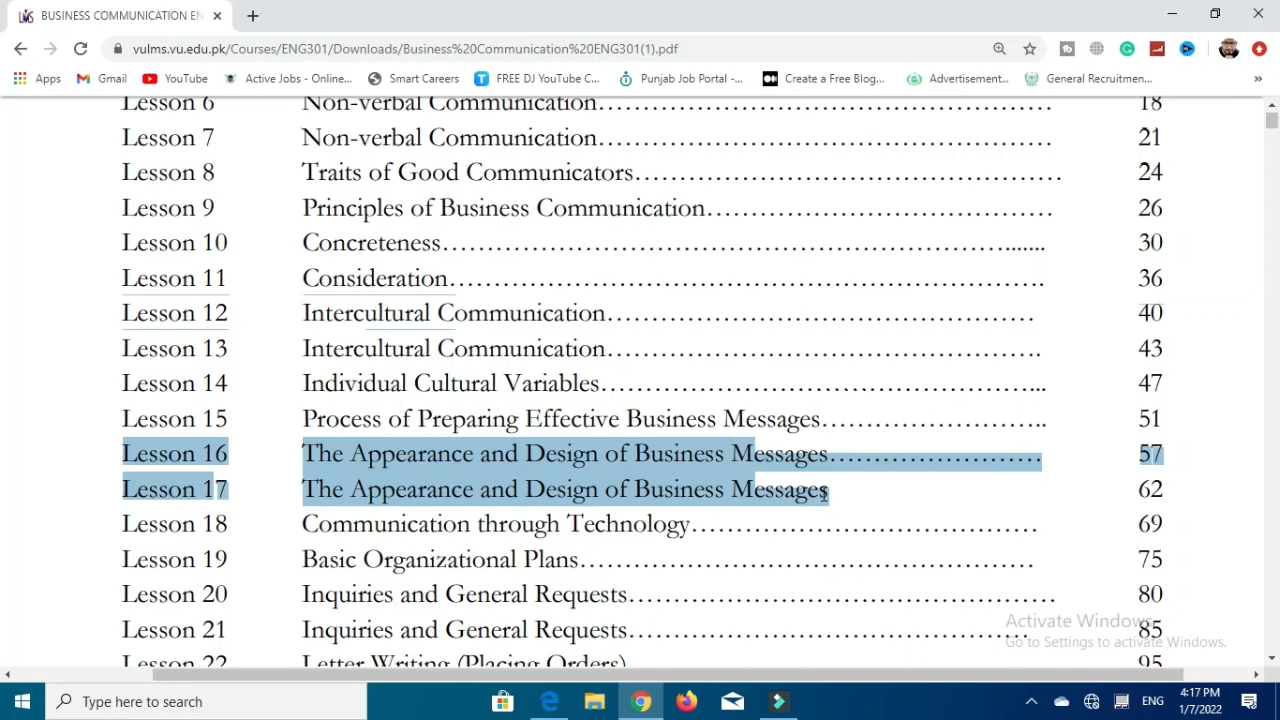 BUSINESS COMMUNICATION EN
vulms.vu.edu.pk/Courses/ENG301/Downloads/Business%20Communication%20ENG301(1).pdf
Apps Gmail YouTube Active Jobs - Online... Smart Careers FREE DJ YouTube C... Punjab Job Portal -... Create a Free Blog... Advertisement... General Recruitmen... »
Lesson 6 Non-verbal Communication…………………………………………… 18
Lesson 7 Non-verbal Communication…………………………………………… 21
Lesson 8 Traits of Good Communicators………………………………………… 24
Lesson 9 Principles of Business Communication………………………………… 26
Lesson 10 Concreteness………………………………………………………....... 30
Lesson 11 Consideration………………………………………………………. 36
Lesson 12 Intercultural Communication………………………………………… 40
Lesson 13 Intercultural Communication…………………………………………. 43
Lesson 14 Individual Cultural Variables…………………………………………... 47
Lesson 15 Process of Preparing Effective Business Messages…………………….. 51
Lesson 16 The Appearance and Design of Business Messages…………………… 57
Lesson 17 The Appearance and Design of Business Messages 62
Lesson 18 Communication through Technology………………………………… 69
Lesson 19 Basic Organizational Plans…………………………………………… 75
Lesson 20 Inquiries and General Requests………………………………………… 80
Lesson 21 Inquiries and General Requests……………………………………… 85
Lesson 22 Letter Writing (Placing Orders) 95
Activate Windows
Go to Settings to activate Windows.
Type here to search
ENG
4:17 PM
1/7/2022